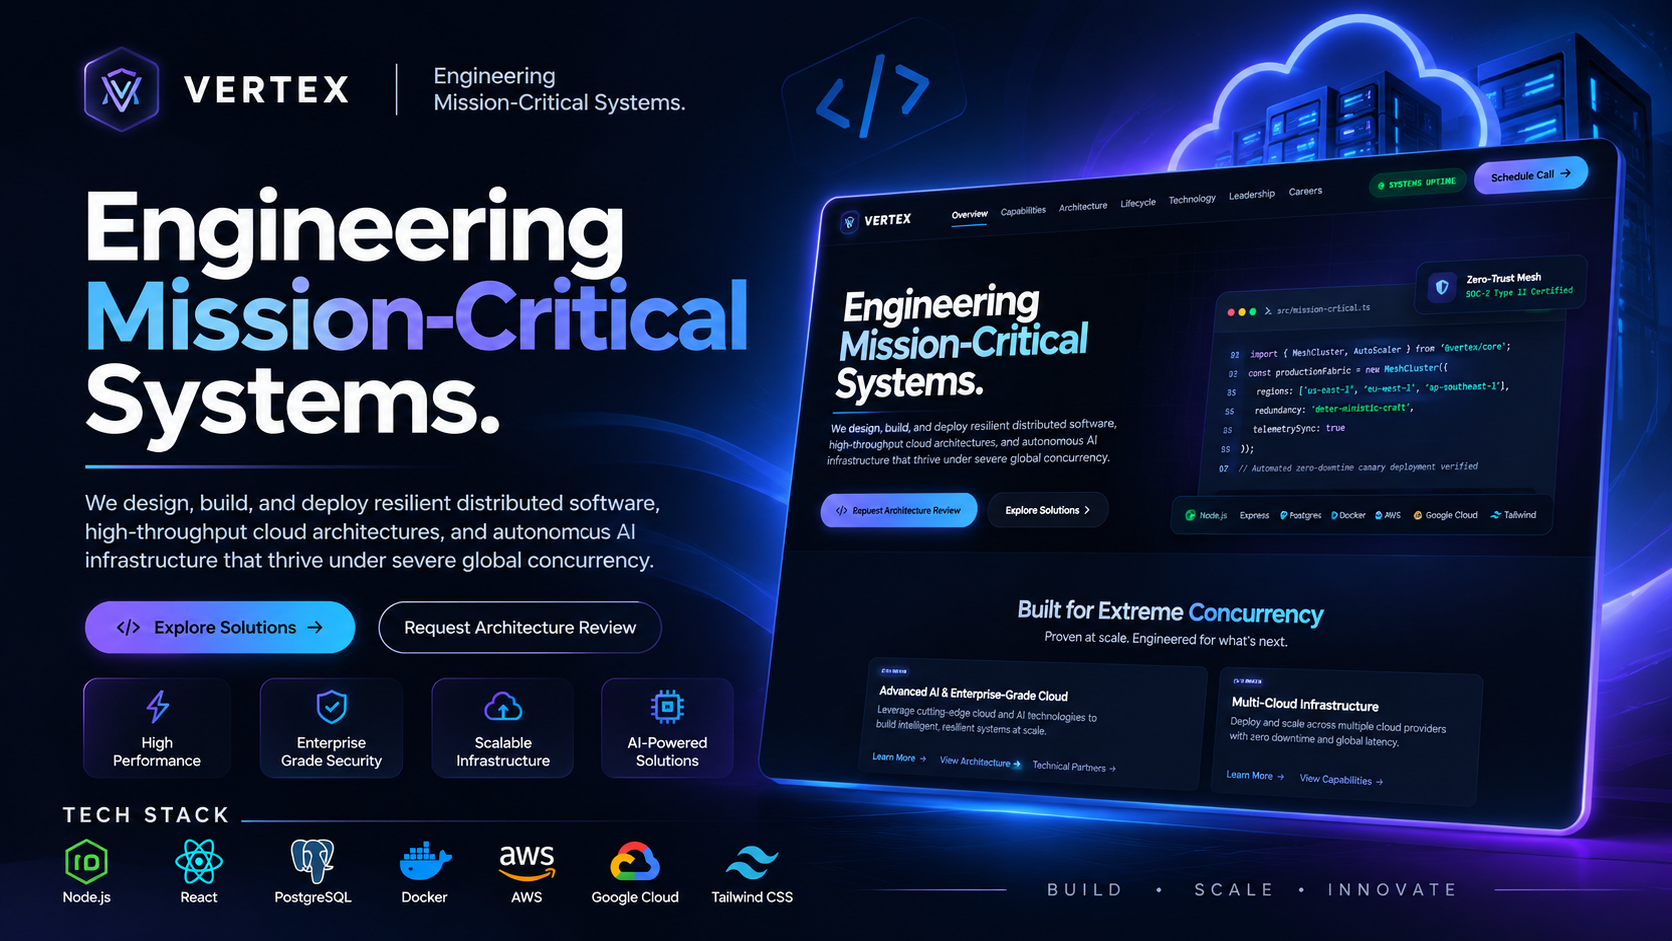 VERTEX
Engineering
Mission-Critical Systems.
Engineering
Mission-Critical
Systems.
We design, build, and deploy resilient distributed software,
high-throughput cloud architectures, and autonomcus AI
infrastructure that thrive under severe global concurrency.
</> Explore Solutions →
Request Architecture Review
High
Performance
Enterprise
Grade Security
Scalable
Infrastructure
AI-Powered
Solutions
TECH STACK
Node.js
React
PostgreSQL
Docker
aws
AWS
Google Cloud
Tailwind CSS
</>
VERTEX
Overview
Capabilities
Architecture
Lifecycle
Technology
Leadership
Careers
SYSTEMS UPTIME
Schedule Call →
Engineering
Mission-Critical
Systems.
We design, build, and deploy resilient distributed software,
high-throughput cloud architectures, and autonomous AI
infrastructure that thrive under severe global concurrency.
</> Request Architecture Review
Explore Solutions >
Zero-Trust Mesh
SOC-2 Type II Certified
src/mission-critical.ts
import { MeshCluster, AutoScaler } from '@vertex/core';
const productionFabric = new MeshCluster({
regions: ['us-east-1', 'eu-west-1', 'ap-southeast-1'],
redundancy: 'deter-ministic-craft',
telemetrySync: true
});
07 // Automated zero-downtime canary deployment verified
Node.js
Express
Postgres
Docker
AWS
Google Cloud
Tailwind
Built for Extreme Concurrency
Proven at scale. Engineered for what's next.
Advanced AI & Enterprise-Grade Cloud
Leverage cutting-edge cloud and AI technologies to
build intelligent, resilient systems at scale.
Learn More →
View Architecture →
Technical Partners →
Multi-Cloud Infrastructure
Deploy and scale across multiple cloud providers
with zero downtime and global latency.
Learn More →
View Capabilities →
BUILD • SCALE • INNOVATE